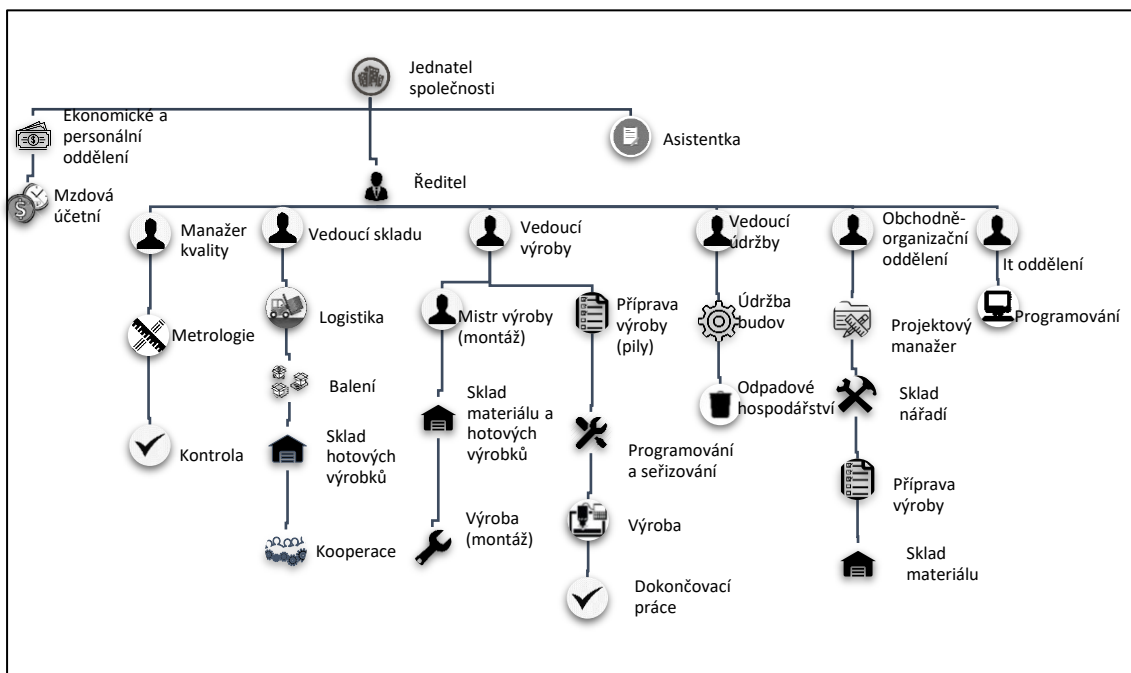 Jednatel
společnosti
Ekonomické a
personální
oddělení
Asistentka
Mzdová
účetní
Ředitel
Manažer
kvality
Vedoucí skladu
Vedoucí
výroby
Vedoucí
údržby
Obchodně-
organizační
oddělení
It oddělení
Metrologie
Logistika
Mistr výroby
(montáž)
Příprava
výroby
(pily)
Údržba
budov
Projektový
manažer
Programování
Kontrola
Balení
Sklad
materiálu a
hotových
výrobků
Programování
a seřizování
Odpadové
hospodářství
Sklad
nářadí
Sklad
hotových
výrobků
Výroba
(montáž)
Výroba
Příprava
výroby
Kooperace
Dokončovací
práce
Sklad
materiálu